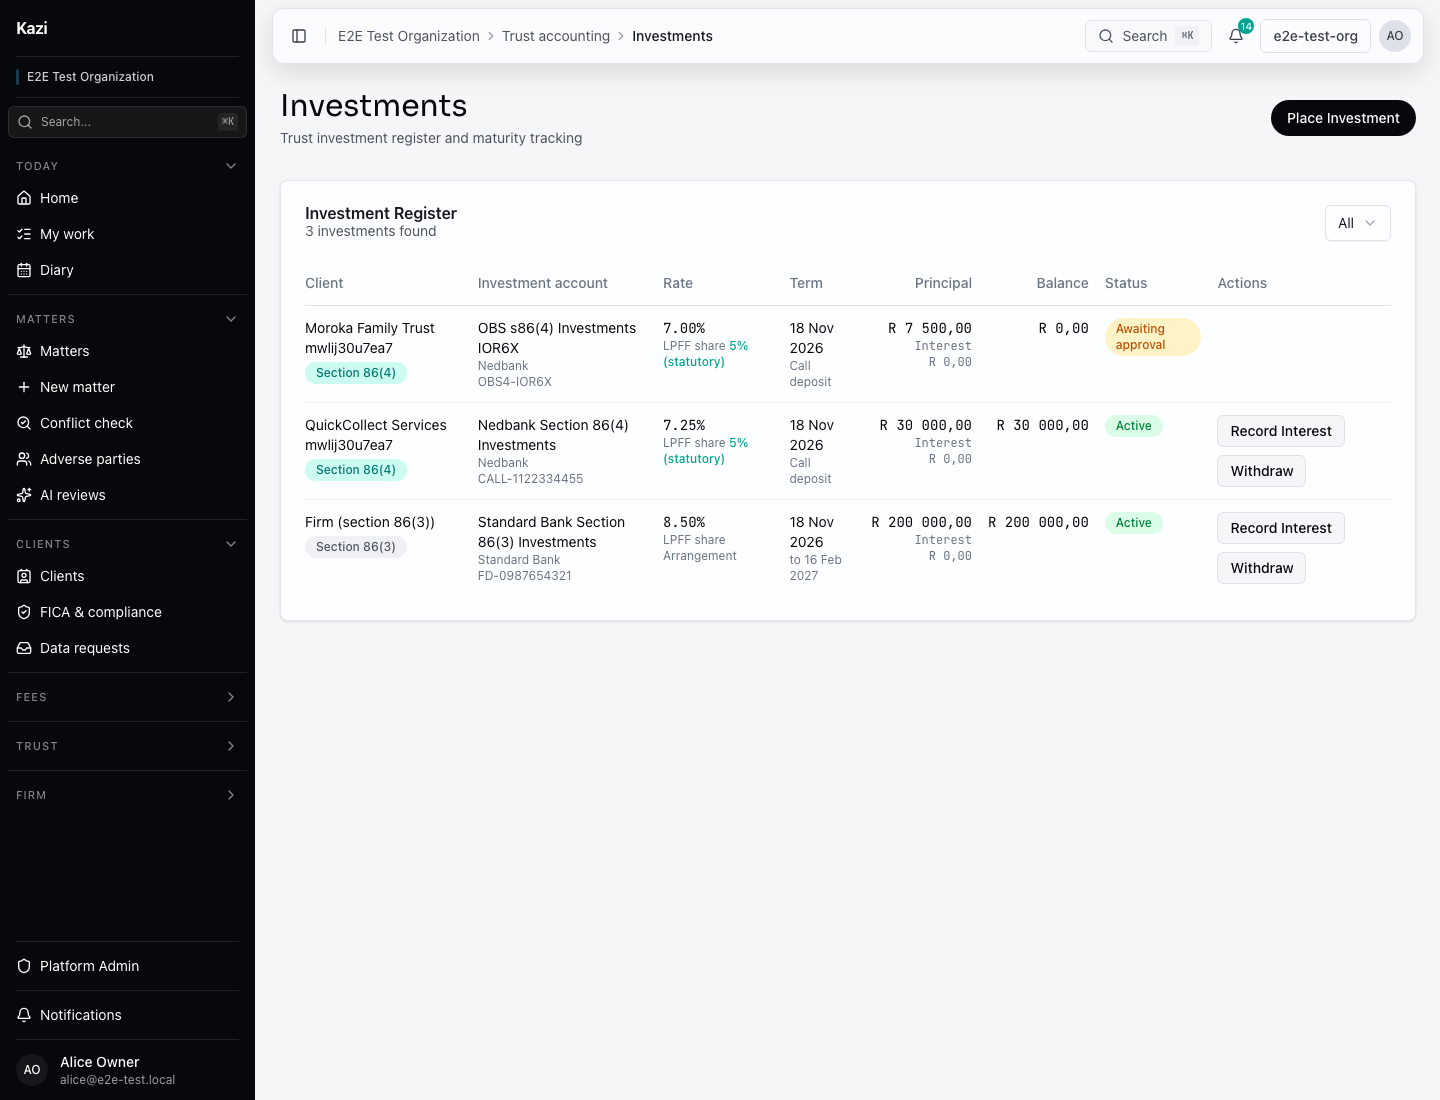 Kazi
E2E Test Organization
Search...
⌘K
TODAY
Home
My work
Diary
MATTERS
Matters
New matter
Conflict check
Adverse parties
AI reviews
CLIENTS
Clients
FICA & compliance
Data requests
FEES
TRUST
FIRM
Platform Admin
Notifications
AO
Alice Owner
alice@e2e-test.local
E2E Test Organization > Trust accounting > Investments
Search ⌘K
14
e2e-test-org
AO
Investments
Trust investment register and maturity tracking
Place Investment
Investment Register
3 investments found
All
Client Investment account Rate Term Principal Balance Status Actions
Moroka Family Trust
mwlij30u7ea7
Section 86(4)
OBS s86(4) Investments
IOR6X
Nedbank
OBS4-IOR6X
7.00%
LPFF share 5%
(statutory)
18 Nov
2026
Call
deposit
R 7 500,00
Interest
R 0,00
R 0,00
Awaiting
approval
QuickCollect Services
mwlij30u7ea7
Section 86(4)
Nedbank Section 86(4)
Investments
Nedbank
CALL-1122334455
7.25%
LPFF share 5%
(statutory)
18 Nov
2026
Call
deposit
R 30 000,00
Interest
R 0,00
R 30 000,00
Active
Record Interest
Withdraw
Firm (section 86(3))
Section 86(3)
Standard Bank Section
86(3) Investments
Standard Bank
FD-0987654321
8.50%
LPFF share
Arrangement
18 Nov
2026
to 16 Feb
2027
R 200 000,00
Interest
R 0,00
R 200 000,00
Active
Record Interest
Withdraw